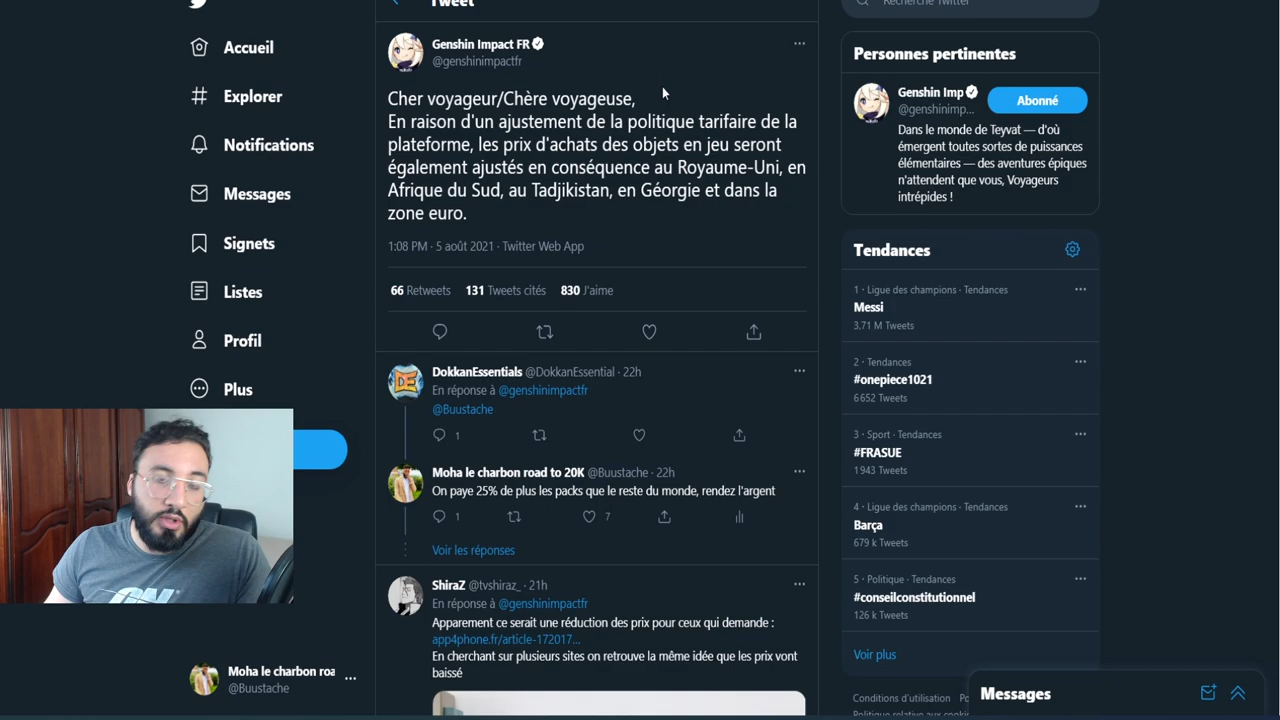 Tweet
Recherche Twitter
Accueil
Explorer
Notifications
Messages
Signets
Listes
Profil
Plus
Moha le charbon roa
@Buustache
Genshin Impact FR
@genshinimpactfr
Cher voyageur/Chère voyageuse,
En raison d'un ajustement de la politique tarifaire de la
plateforme, les prix d'achats des objets en jeu seront
également ajustés en conséquence au Royaume-Uni, en
Afrique du Sud, au Tadjikistan, en Géorgie et dans la
zone euro.
1:08 PM · 5 août 2021 · Twitter Web App
66 Retweets 131 Tweets cités 830 J'aime
DokkanEssentials @DokkanEssential · 22h
En réponse à @genshinimpactfr
@Buustache
1
Moha le charbon road to 20K @Buustache · 22h
On paye 25% de plus les packs que le reste du monde, rendez l'argent
1 7
Voir les réponses
ShiraZ @tvshiraz_ · 21h
En réponse à @genshinimpactfr
Apparement ce serait une réduction des prix pour ceux qui demande :
app4phone.fr/article-172017...
En cherchant sur plusieurs sites on retrouve la même idée que les prix vont
baissé
Personnes pertinentes
Genshin Imp
@genshinimp...
Abonné
Dans le monde de Teyvat — d'où
émergent toutes sortes de puissances
élémentaires — des aventures épiques
n'attendent que vous, Voyageurs
intrépides !
Tendances
1 · Ligue des champions · Tendances
Messi
3,71 M Tweets
2 · Tendances
#onepiece1021
6 652 Tweets
3 · Sport · Tendances
#FRASUE
1 943 Tweets
4 · Ligue des champions · Tendances
Barça
679 k Tweets
5 · Politique · Tendances
#conseilconstitutionnel
126 k Tweets
Voir plus
Conditions d'utilisation
Politique relative aux cookie
Messages